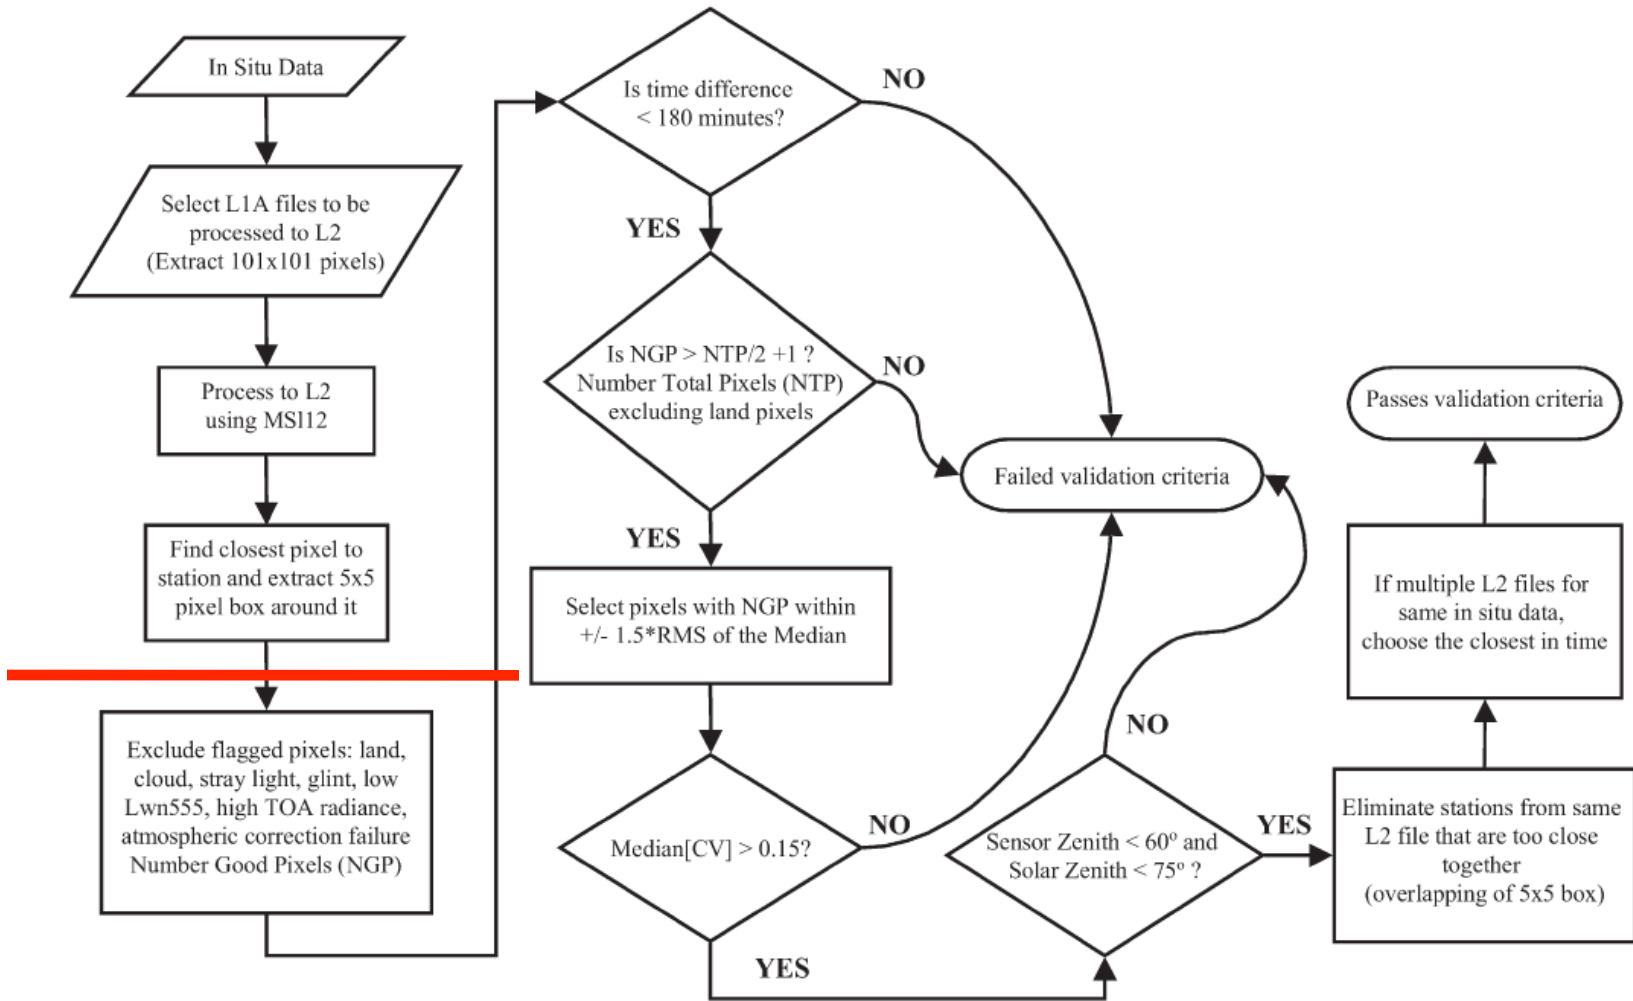 In Situ Data
Select L1A files to be
processed to L2
(Extract 101x101 pixels)
Process to L2
using MSl12
Find closest pixel to
station and extract 5x5
pixel box around it
Exclude flagged pixels: land,
cloud, stray light, glint, low
Lwn555, high TOA radiance,
atmospheric correction failure
Number Good Pixels (NGP)
Is time difference
< 180 minutes?
NO
YES
Is NGP > NTP/2 +1 ?
Number Total Pixels (NTP)
excluding land pixels
NO
YES
Select pixels with NGP within
+/- 1.5*RMS of the Median
Median[CV] > 0.15?
NO
YES
Failed validation criteria
Sensor Zenith < 60º and
Solar Zenith < 75º ?
NO
YES
Eliminate stations from same
L2 file that are too close
together
(overlapping of 5x5 box)
If multiple L2 files for
same in situ data,
choose the closest in time
Passes validation criteria